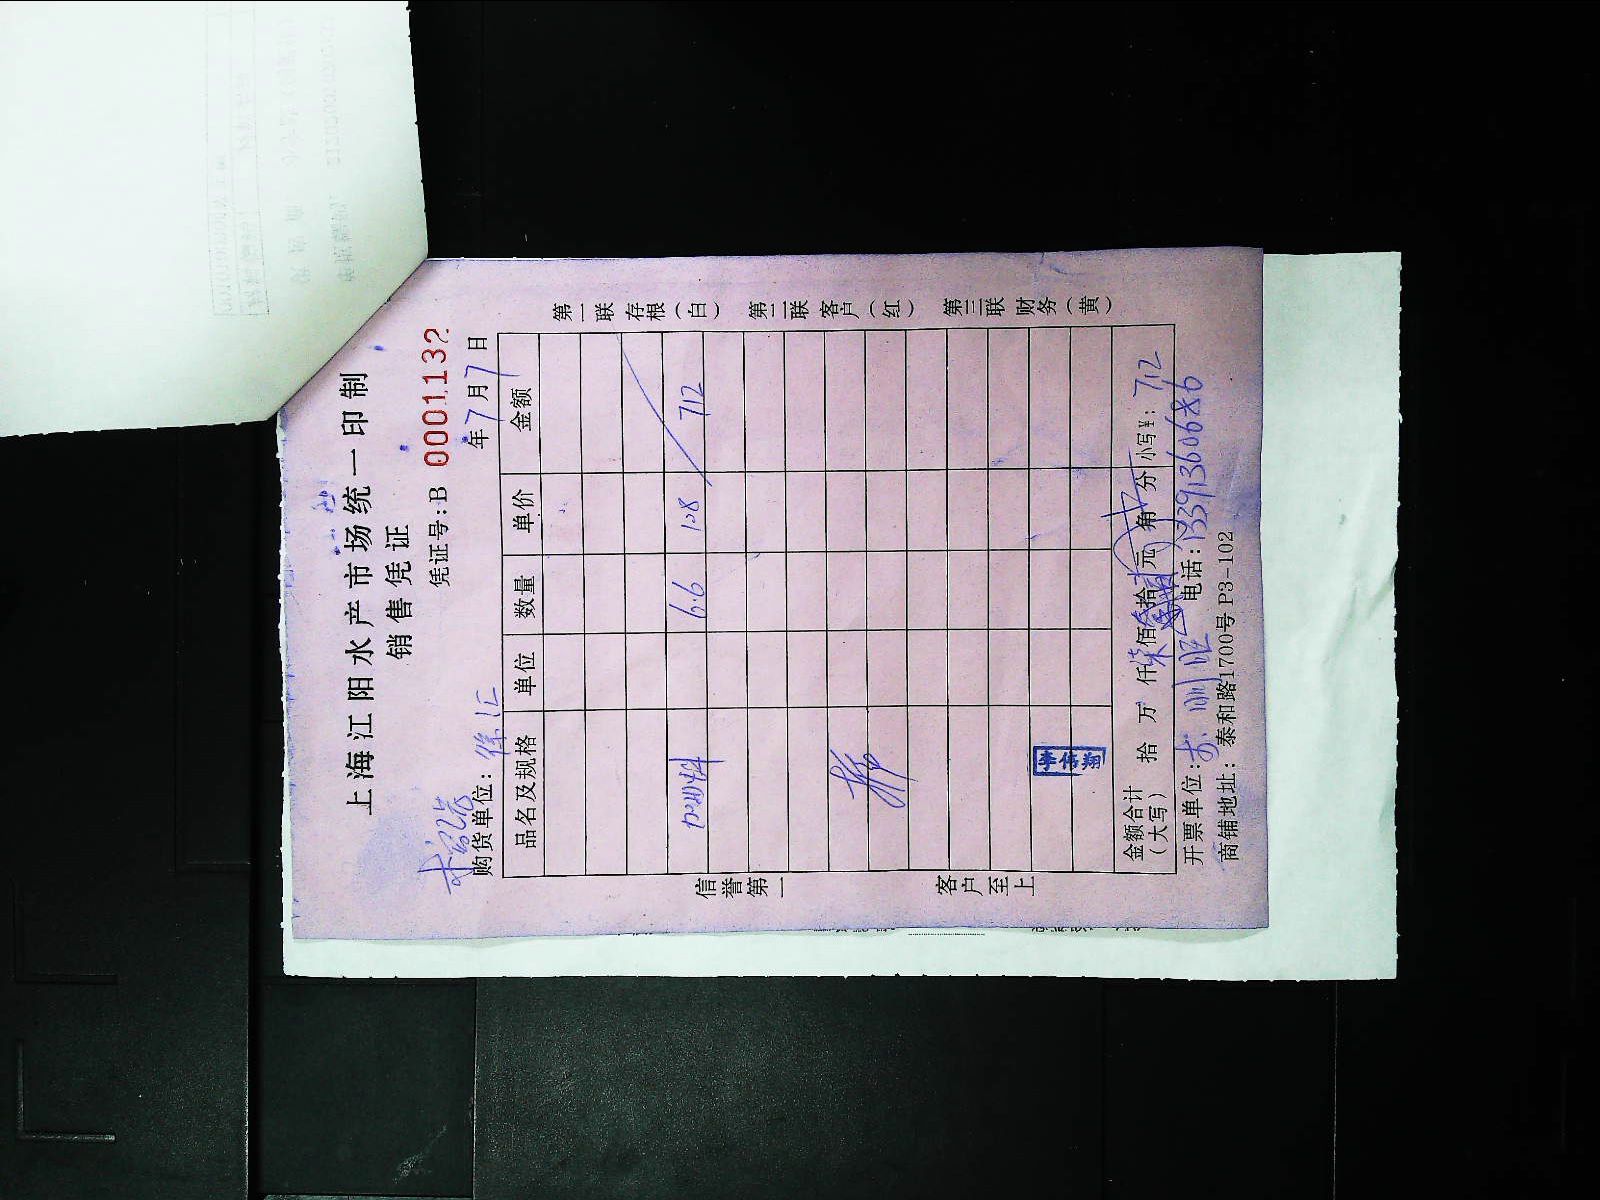 上海江阳水产市场统一印制
销售凭证
凭证号:B 0001132
购货单位: 徐汇 年7月7日
品名及规格 单位 数量 单价 金额
6.6 108 712
李伟翔
金额合计(大写) 拾 万 仟 柒佰 拾 元 角 分 小写¥: 712
开票单位: 电话: 13391360686
商铺地址: 泰和路1700号P3-102
信誉第一 客户至上
第一联 存根(白) 第二联 客户(红) 第三联 财务(黄)